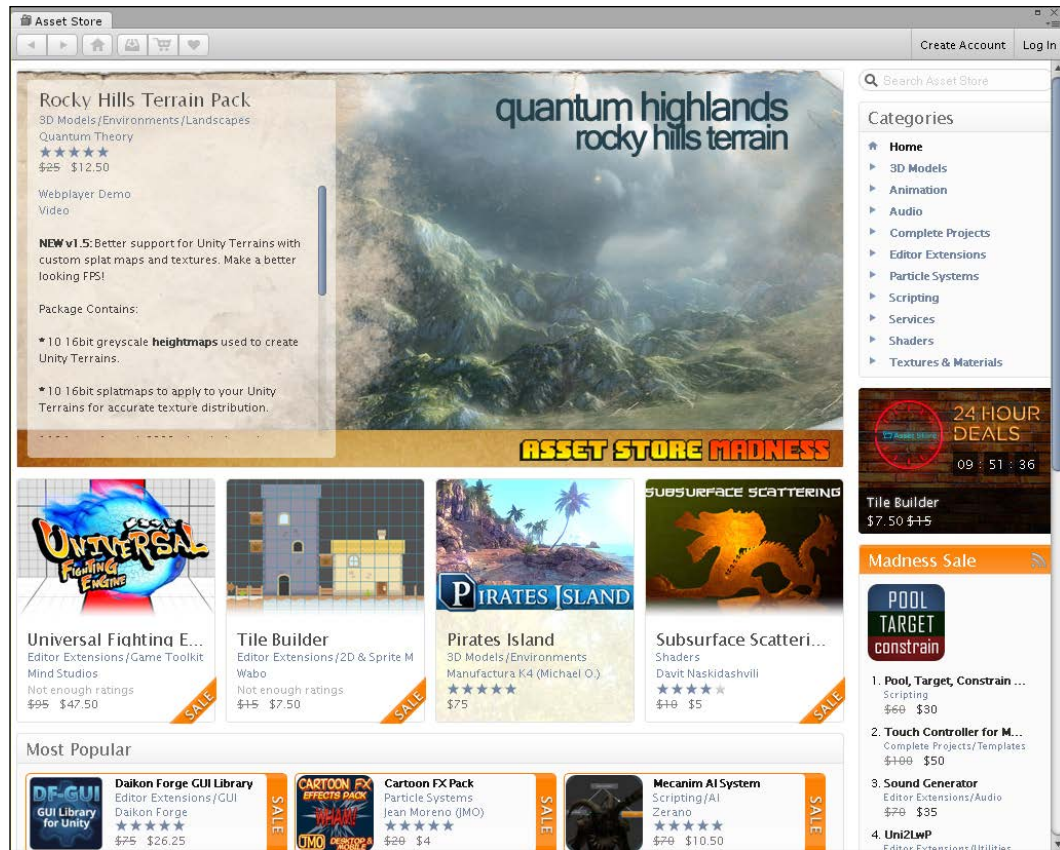 Asset Store
Create Account Log In
Rocky Hills Terrain Pack
3D Models/Environments/Landscapes
Quantum Theory
$25 $12.50
Webplayer Demo
Video
NEW v1.5: Better support for Unity Terrains with
custom splat maps and textures. Make a better
looking FPS!
Package Contains:
* 10 16bit greyscale heightmaps used to create
Unity Terrains.
* 10 16bit splatmaps to apply to your Unity
Terrains for accurate texture distribution.
quantum highlands
rocky hills terrain
ASSET STORE MADNESS
Search Asset Store
Categories
Home
3D Models
Animation
Audio
Complete Projects
Editor Extensions
Particle Systems
Scripting
Services
Shaders
Textures & Materials
Asset Store
24 HOUR
DEALS
09 : 51 : 36
Tile Builder
$7.50 $15
UNIVERSAL
FIGHTING
ENGINE
Universal Fighting E...
Editor Extensions/Game Toolkit
Mind Studios
Not enough ratings
$95 $47.50
SALE
Tile Builder
Editor Extensions/2D & Sprite M
Wabo
Not enough ratings
$15 $7.50
SALE
PIRATES ISLAND
Pirates Island
3D Models/Environments
Manufactura K4 (Michael O.)
$75
SUBSURFACE SCATTERING
Subsurface Scatteri...
Shaders
Davit Naskidashvili
$10 $5
SALE
Madness Sale
POOL
TARGET
constrain
1. Pool, Target, Constrain ...
Scripting
$60 $30
2. Touch Controller for M...
Complete Projects/Templates
$100 $50
3. Sound Generator
Editor Extensions/Audio
$70 $35
4. Uni2LwP
Editor Extensions/Utilities
Most Popular
DF-GUI
GUI Library
for Unity
Daikon Forge GUI Library
Editor Extensions/GUI
Daikon Forge
$75 $26.25
SALE
CARTOON FX
EFFECTS PACK
WHAM!
JMO DESKTOP &
MOBILE
Cartoon FX Pack
Particle Systems
Jean Moreno (JMO)
$20 $4
SALE
Mecanim AI System
Scripting/AI
Zerano
$70 $10.50
SALE